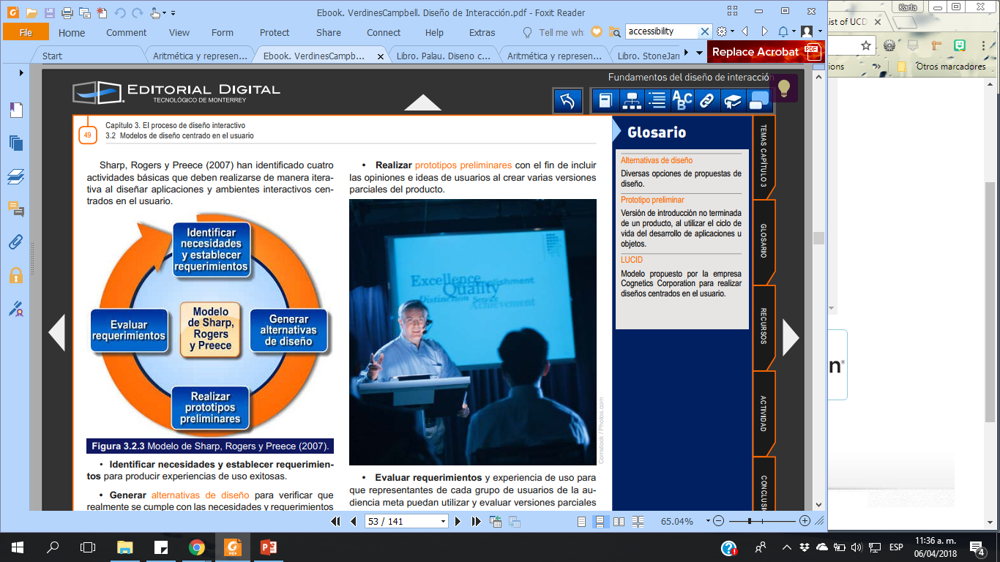 Ebook. VerdinesCampbell. Diseño de Interacción.pdf - Foxit Reader
Karla
File
Home
Comment
View
Form
Protect
Share
Connect
Help
Extras
Tell me wh
accessibility
ist of UCD
Start
Aritmética y represen...
Ebook. VerdinesCampb...
Libro. Palau. Diseno c...
Aritmética y represen...
Libro. StoneJarr
Replace Acrobat
PDF
ions
»
Otros marcadores
EDITORIAL DIGITAL
TECNOLÓGICO DE MONTERREY
Fundamentos del diseño de interacción
ABC
49
Capítulo 3. El proceso de diseño interactivo
3.2 Modelos de diseño centrado en el usuario
Sharp, Rogers y Preece (2007) han identificado cuatro
actividades básicas que deben realizarse de manera itera-
tiva al diseñar aplicaciones y ambientes interactivos cen-
trados en el usuario.
Identificar
necesidades
y establecer
requerimientos
Evaluar
requerimientos
Modelo
de Sharp,
Rogers
y Preece
Generar
alternativas
de diseño
Realizar
prototipos
preliminares
Figura 3.2.3 Modelo de Sharp, Rogers y Preece (2007).
• Identificar necesidades y establecer requerimien-
tos para producir experiencias de uso exitosas.
• Generar alternativas de diseño para verificar que
realmente se cumple con las necesidades y requerimientos
• Realizar prototipos preliminares con el fin de incluir
las opiniones e ideas de usuarios al crear varias versiones
parciales del producto.
Excellence
Quality
Distinction Service
Achievement
Comstock / Photos.com
• Evaluar requerimientos y experiencia de uso para
que representantes de cada grupo de usuarios de la au-
diencia meta puedan utilizar y evaluar versiones parciales
Glosario
Alternativas de diseño
Diversas opciones de propuestas de
diseño.
Prototipo preliminar
Versión de introducción no terminada
de un producto, al utilizar el ciclo de
vida del desarrollo de aplicaciones u
objetos.
LUCID
Modelo propuesto por la empresa
Cognetics Corporation para realizar
diseños centrados en el usuario.
TEMAS CAPÍTULO 3
GLOSARIO
RECURSOS
ACTIVIDAD
CONCLUSI
n®
53 / 141
65.04%
ESP
11:36 a. m.
06/04/2018
4